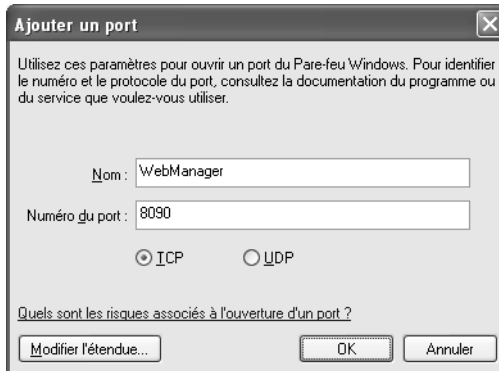 Ajouter un port
Utilisez ces paramètres pour ouvrir un port du Pare-feu Windows. Pour identifier
le numéro et le protocole du port, consultez la documentation du programme ou
du service que voulez-vous utiliser.
Nom : WebManager
Numéro du port : 8090
TCP UDP
Quels sont les risques associés à l'ouverture d'un port ?
Modifier l'étendue... OK Annuler